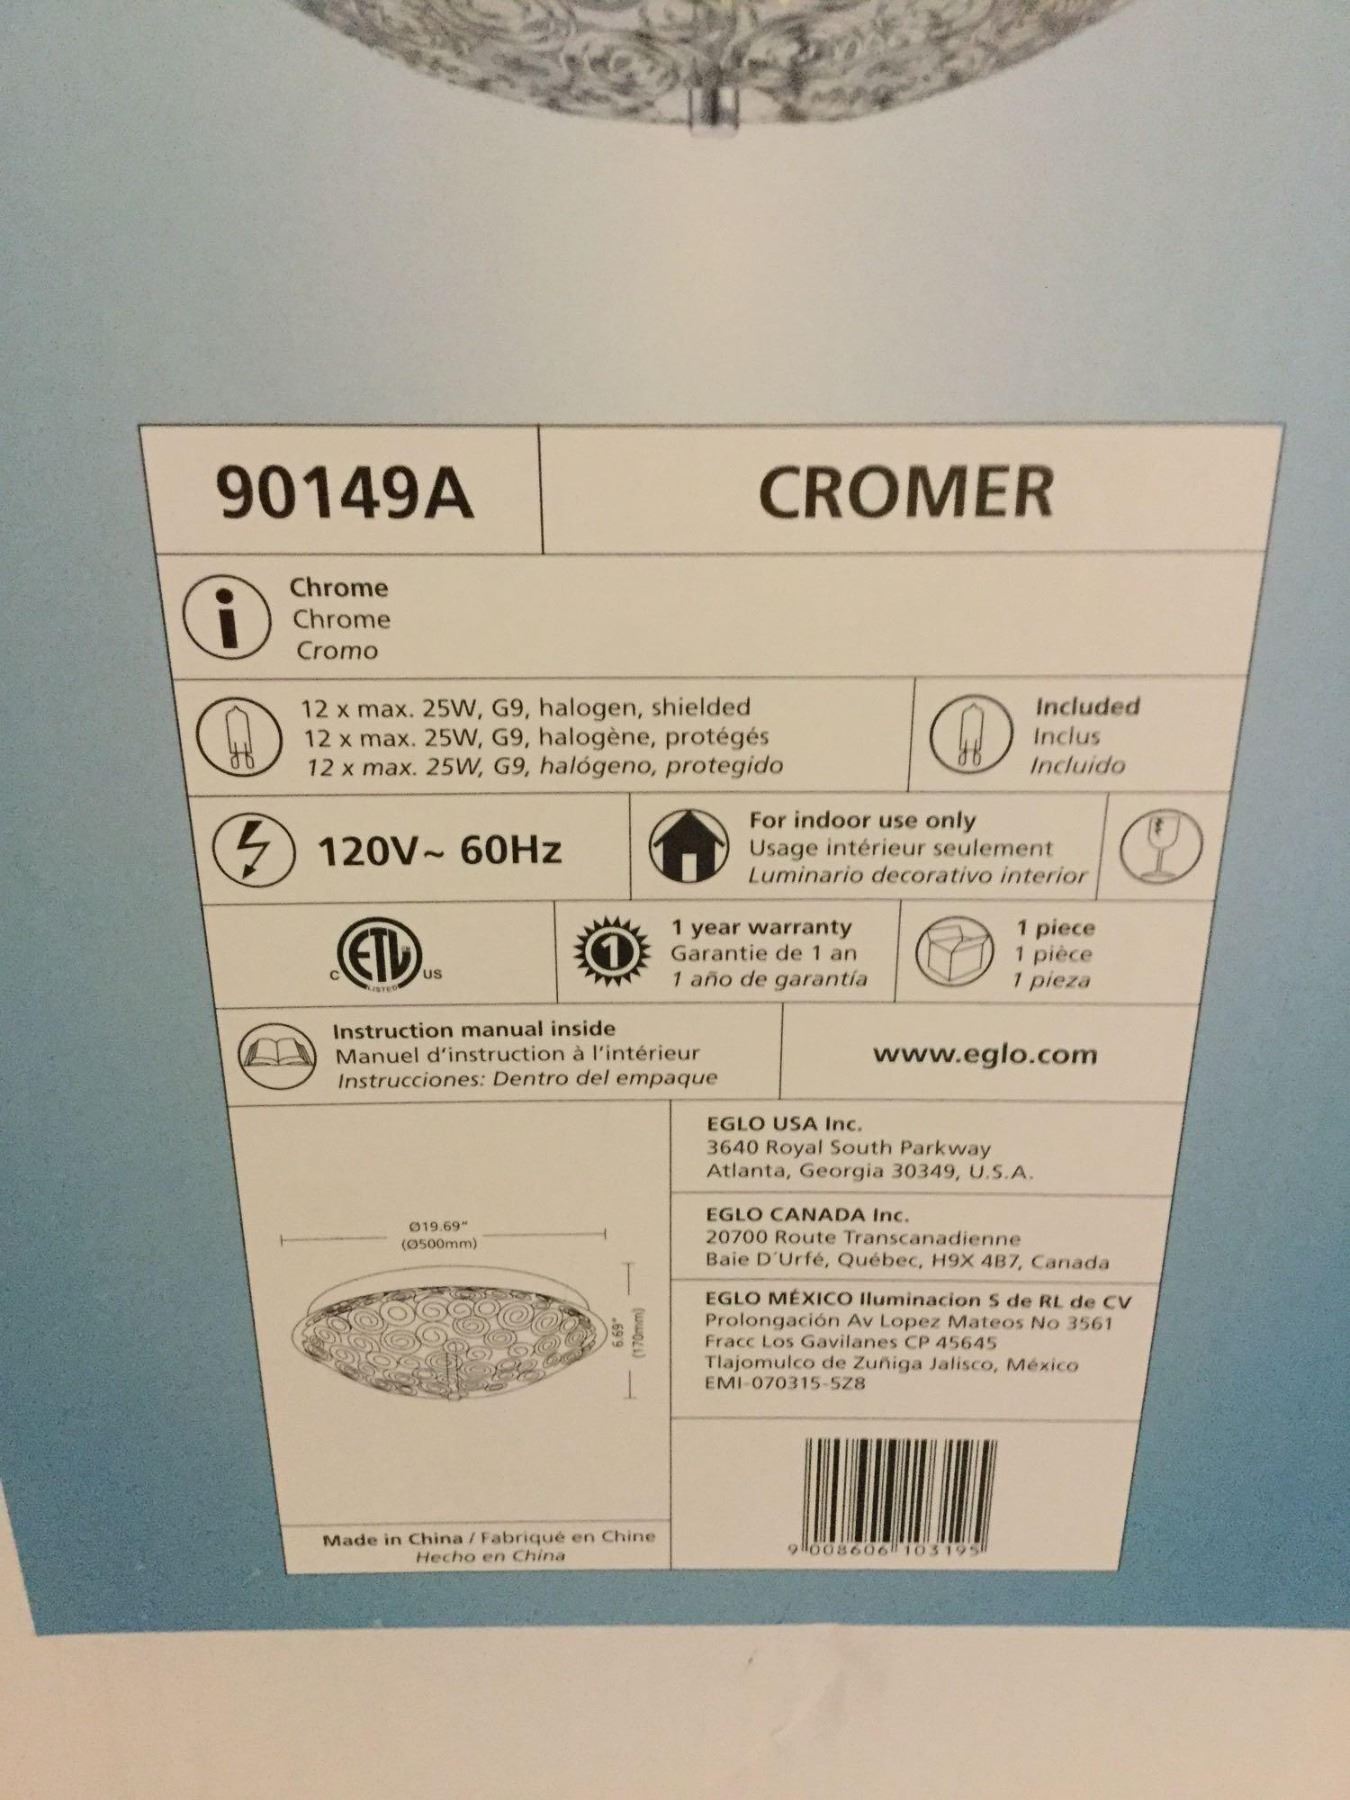 90149A
CROMER
i
Chrome
Chrome
Cromo
12 x max. 25W, G9, halogen, shielded
12 x max. 25W, G9, halogène, protégés
12 x max. 25W, G9, halógeno, protegido
Included
Inclus
Incluido
120V~ 60Hz
For indoor use only
Usage intérieur seulement
Luminario decorativo interior
C ETL US
LISTED
1
1 year warranty
Garantie de 1 an
1 año de garantía
1 piece
1 pièce
1 pieza
Instruction manual inside
Manuel d'instruction à l'intérieur
Instrucciones: Dentro del empaque
www.eglo.com
EGLO USA Inc.
3640 Royal South Parkway
Atlanta, Georgia 30349, U.S.A.
EGLO CANADA Inc.
20700 Route Transcanadienne
Baie D´Urfé, Québec, H9X 4B7, Canada
EGLO MÉXICO Iluminacion S de RL de CV
Prolongación Av Lopez Mateos No 3561
Fracc Los Gavilanes CP 45645
Tlajomulco de Zuñiga Jalisco, México
EMI-070315-5Z8
Ø19.69"
(Ø500mm)
6.69"
(170mm)
Made in China / Fabriqué en Chine
Hecho en China
9 008606 103195